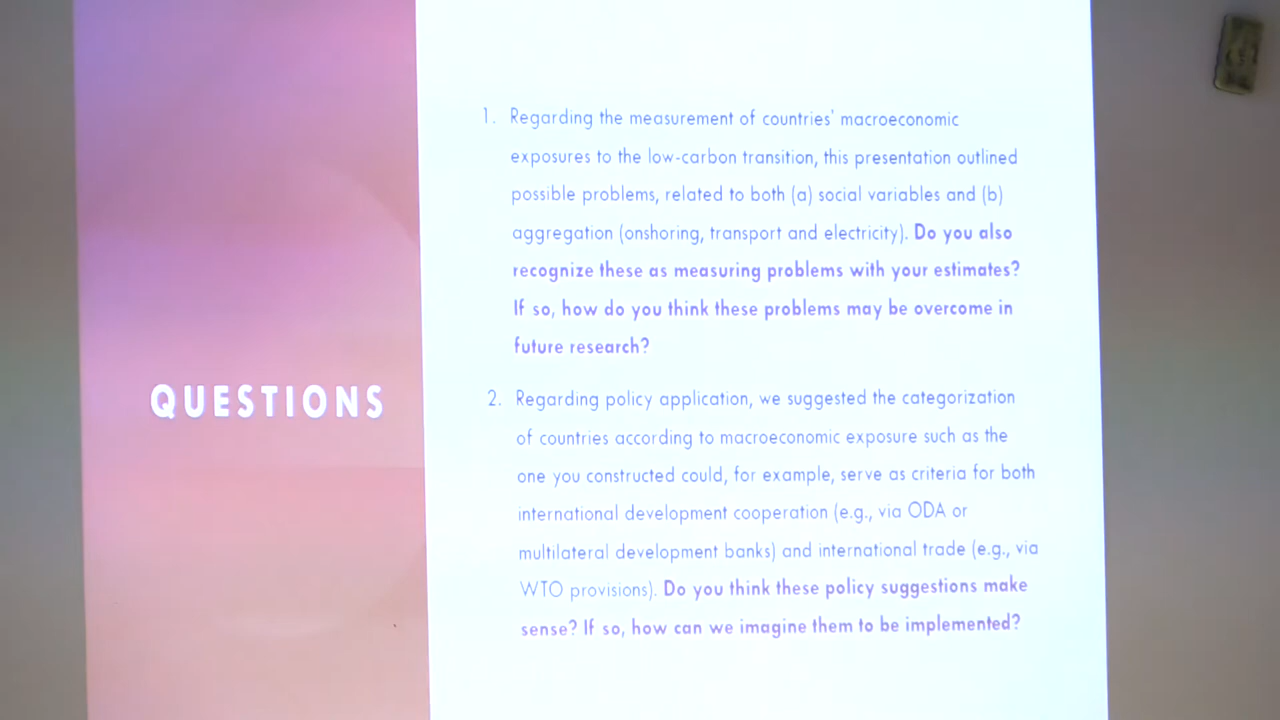 QUESTIONS
1. Regarding the measurement of countries' macroeconomic
exposures to the low-carbon transition, this presentation outlined
possible problems, related to both (a) social variables and (b)
aggregation (onshoring, transport and electricity). Do you also
recognize these as measuring problems with your estimates?
If so, how do you think these problems may be overcome in
future research?
2. Regarding policy application, we suggested the categorization
of countries according to macroeconomic exposure such as the
one you constructed could, for example, serve as criteria for both
international development cooperation (e.g., via ODA or
multilateral development banks) and international trade (e.g., via
WTO provisions). Do you think these policy suggestions make
sense? If so, how can we imagine them to be implemented?